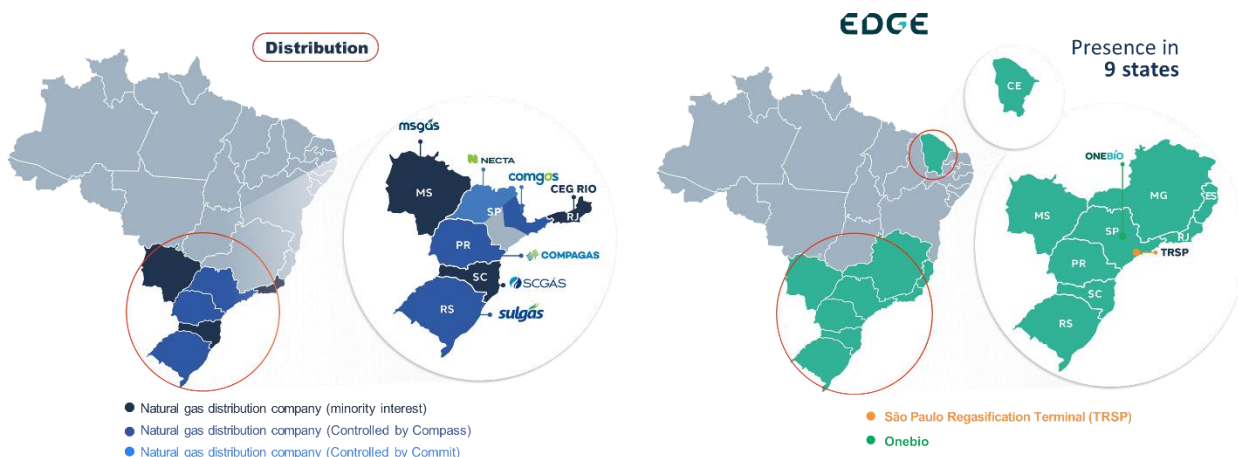 Distribution
msgás
NECTA
comgas
CEG RIO
MS
SP
RJ
PR
COMPAGAS
SC
SCGÁS
RS
sulgás
Natural gas distribution company (minority interest)
Natural gas distribution company (Controlled by Compass)
Natural gas distribution company (Controlled by Commit)
EDGE
Presence in
9 states
CE
ONEBIO
MG
ES
MS
SP
RJ
TRSP
PR
SC
RS
São Paulo Regasification Terminal (TRSP)
Onebio